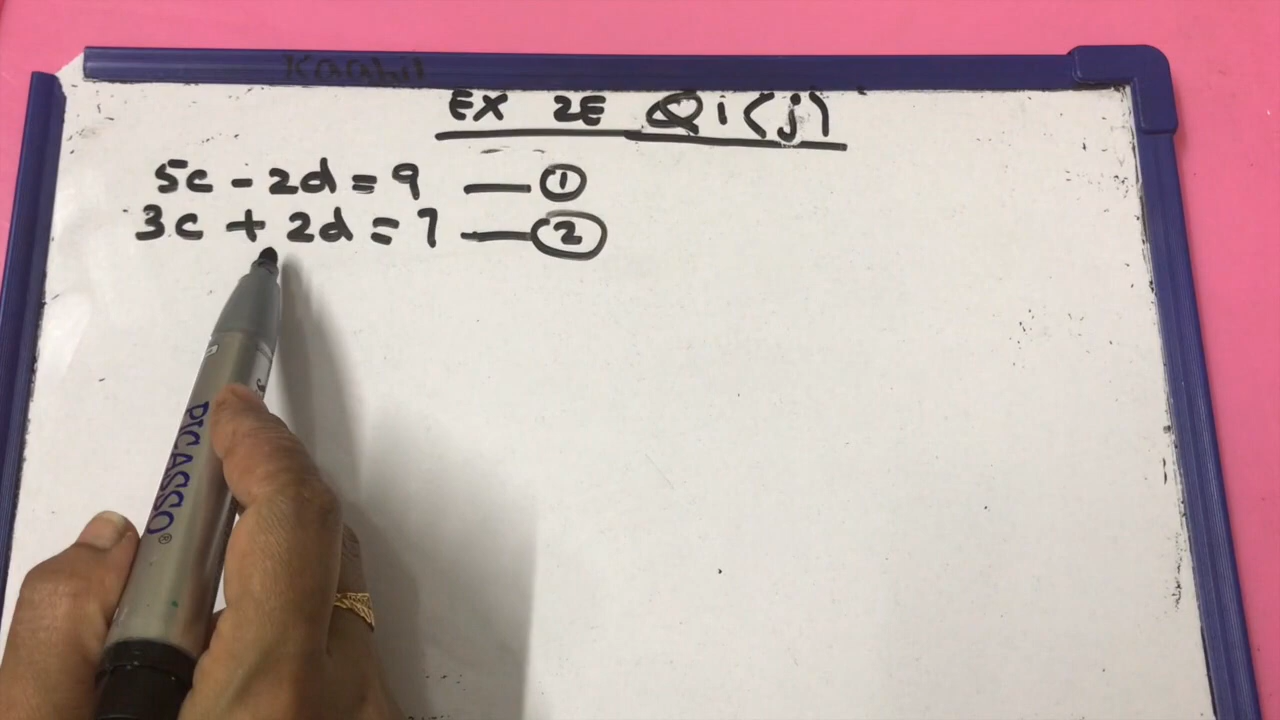 EX 2E Q1(j)
5c - 2d = 9 — ①
3c + 2d = 7 — ②
PICASSO®